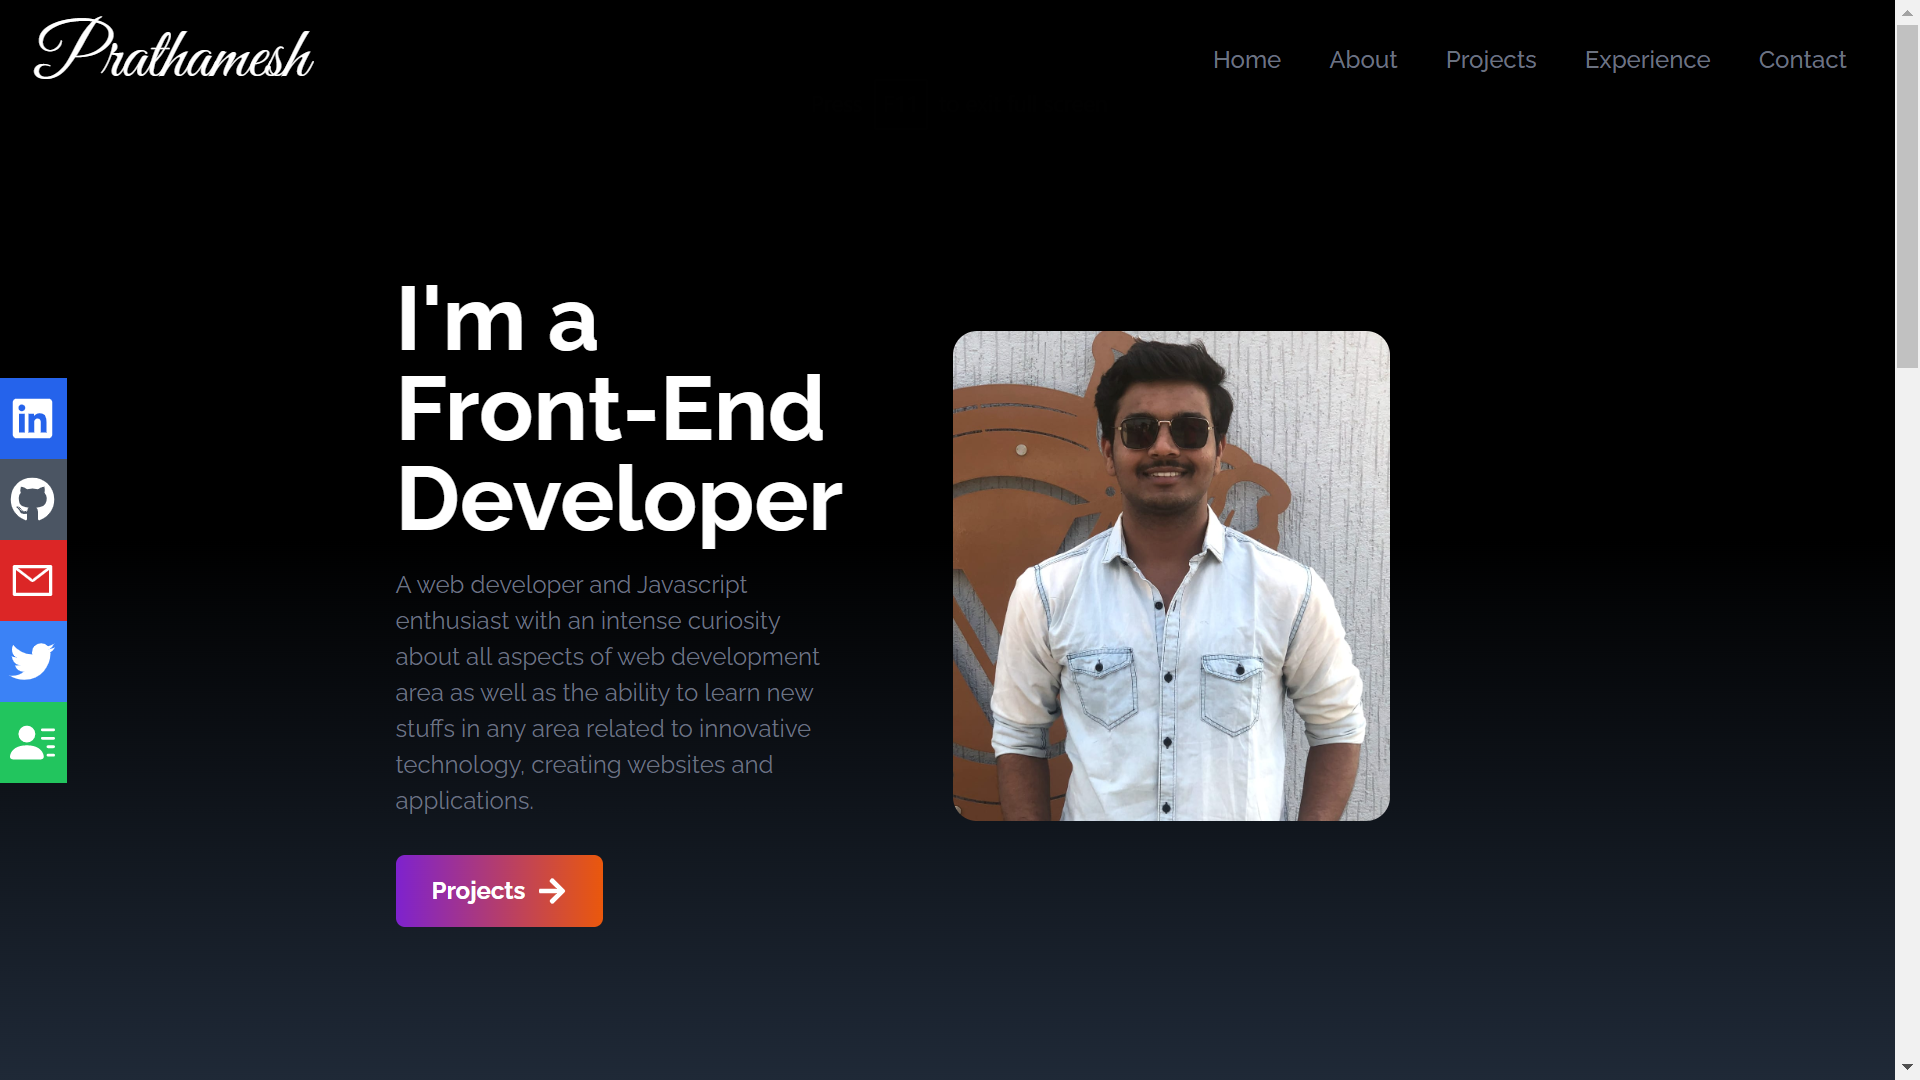 Prathamesh
Home About Projects Experience Contact
I'm a
Front-End
Developer
A web developer and Javascript
enthusiast with an intense curiosity
about all aspects of web development
area as well as the ability to learn new
stuffs in any area related to innovative
technology, creating websites and
applications.
Projects
in